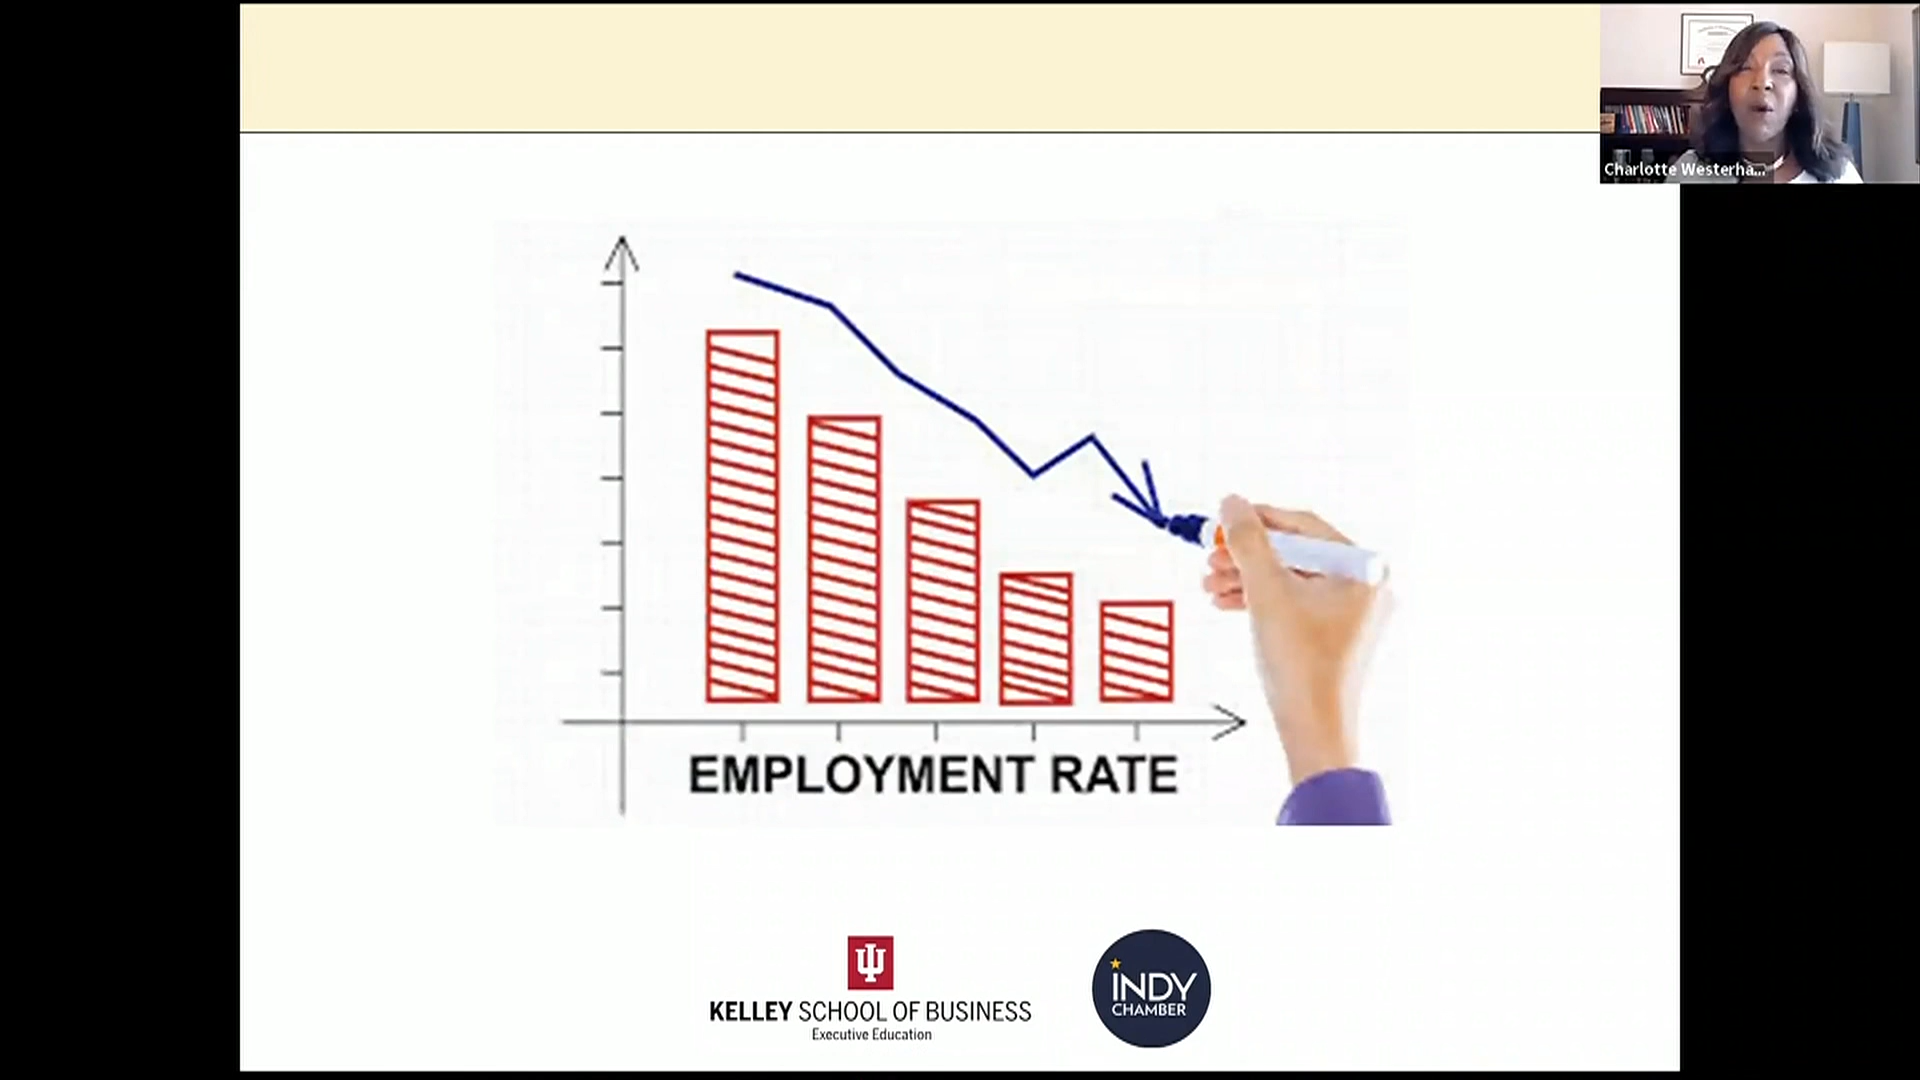 Charlotte Westerha...
EMPLOYMENT RATE
KELLEY SCHOOL OF BUSINESS
Executive Education
INDY
CHAMBER